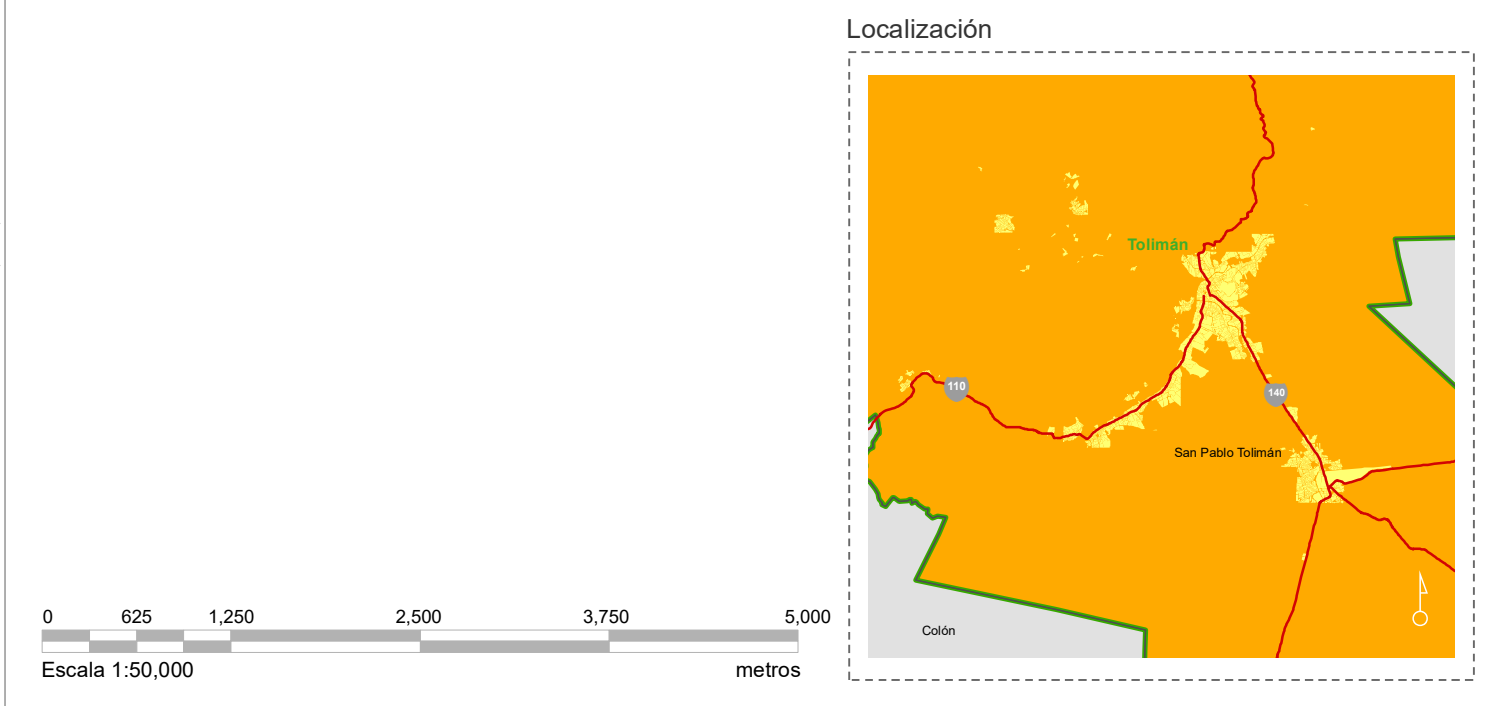 Localización
Tolimán
110
140
San Pablo Tolimán
Colón
0 625 1,250 2,500 3,750 5,000
Escala 1:50,000 metros